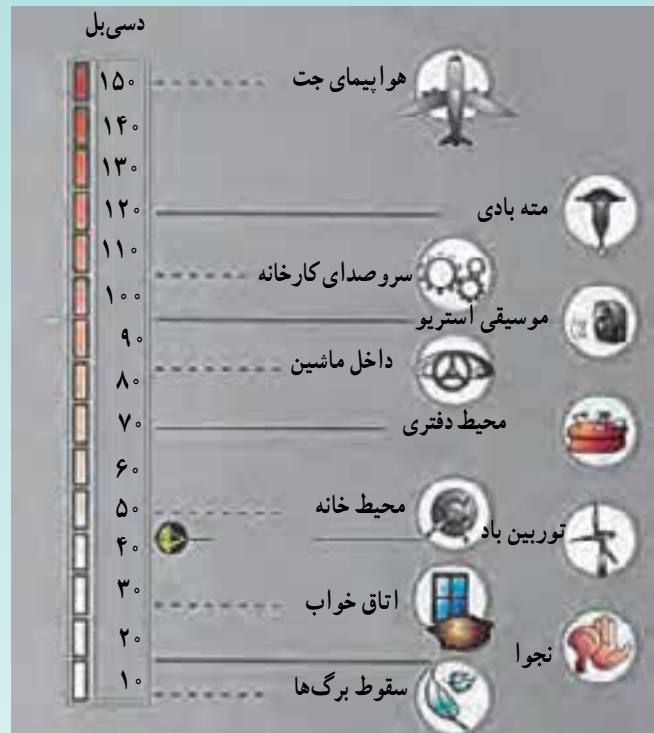 دسی‌بل
۱۵۰ هواپیمای جت
۱۴۰
۱۳۰
۱۲۰ مته بادی
۱۱۰
سروصدای کارخانه
۱۰۰
موسیقی استریو
۹۰
داخل ماشین
۸۰
۷۰ محیط دفتری
۶۰
۵۰ محیط خانه
۴۰ توربین باد
۳۰ اتاق خواب
۲۰
نجوا
۱۰ سقوط برگ‌ها